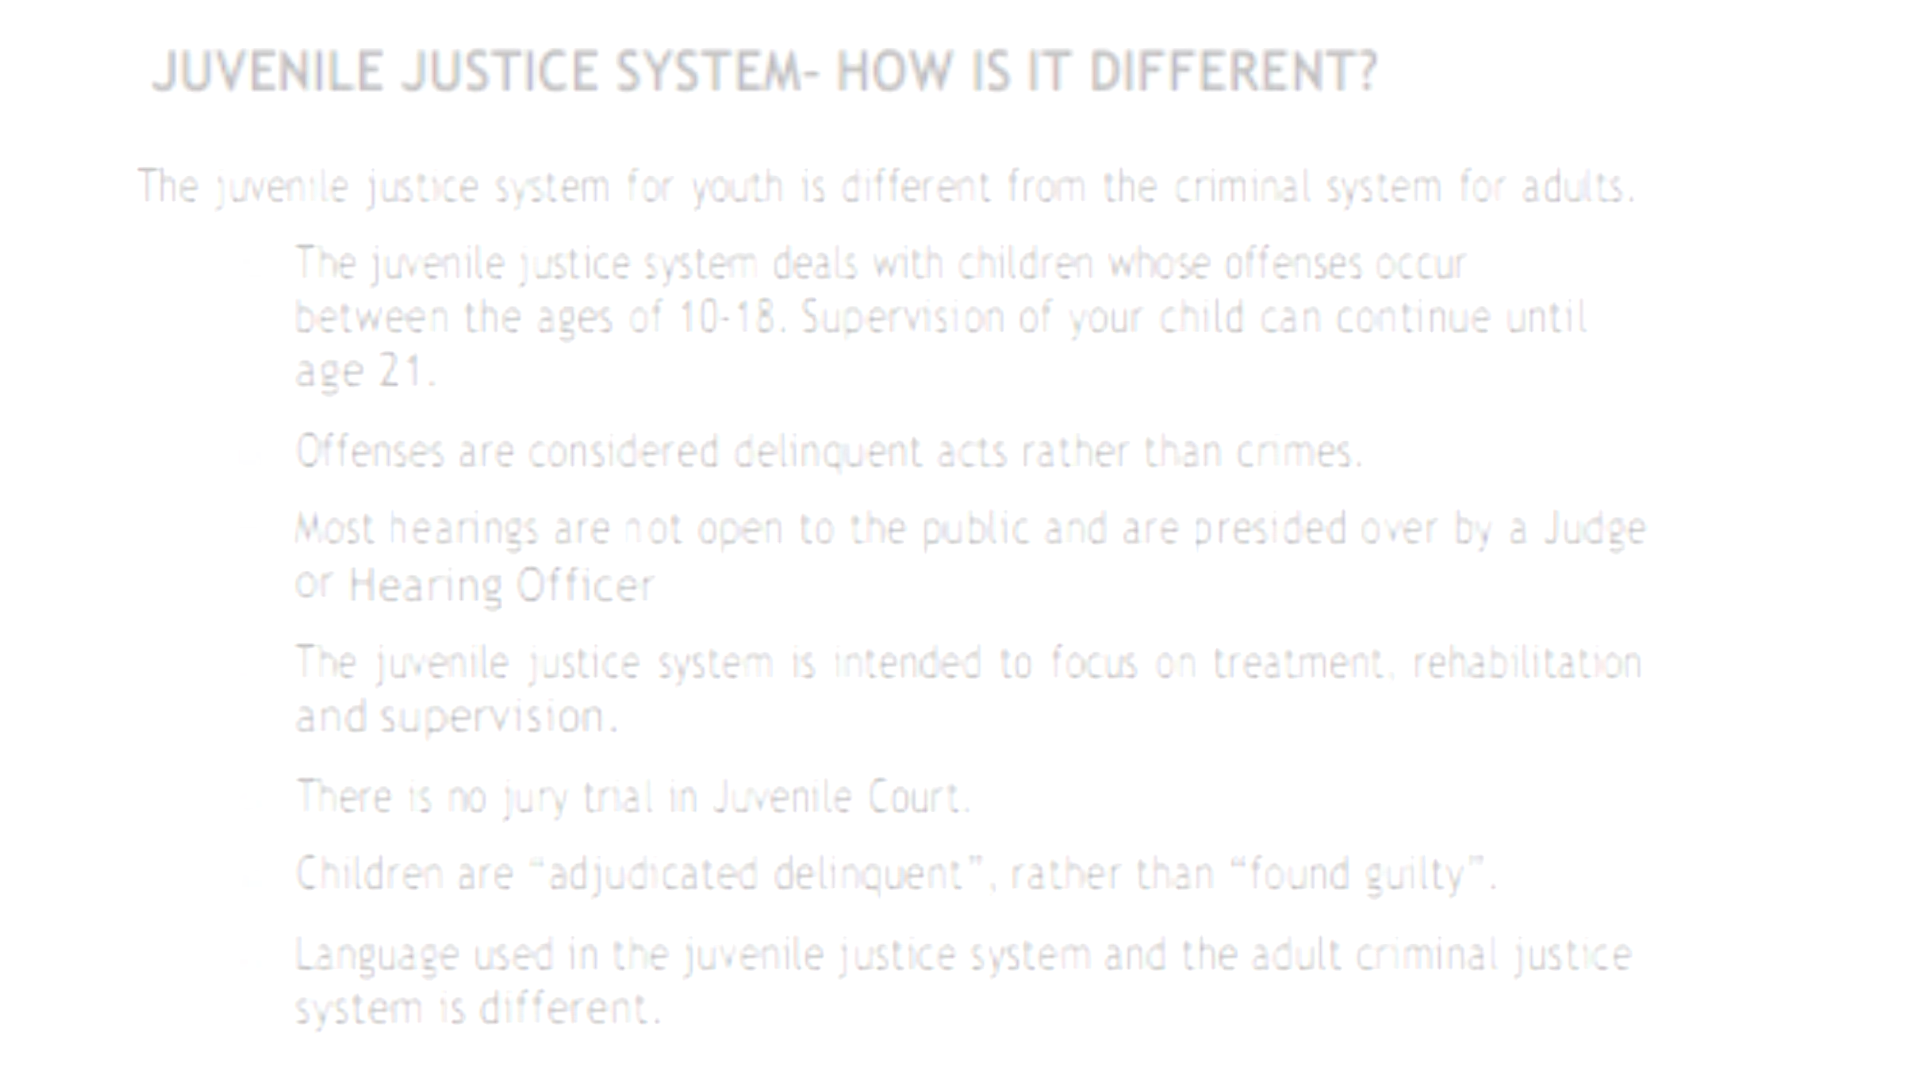 JUVENILE JUSTICE SYSTEM- HOW IS IT DIFFERENT?
The juvenile justice system for youth is different from the criminal system for adults.
The juvenile justice system deals with children whose offenses occur
between the ages of 10-18. Supervision of your child can continue until
age 21.
Offenses are considered delinquent acts rather than crimes.
Most hearings are not open to the public and are presided over by a Judge
or Hearing Officer
The juvenile justice system is intended to focus on treatment, rehabilitation
and supervision.
There is no jury trial in Juvenile Court.
Children are “adjudicated delinquent”, rather than “found guilty”.
Language used in the juvenile justice system and the adult criminal justice
system is different.